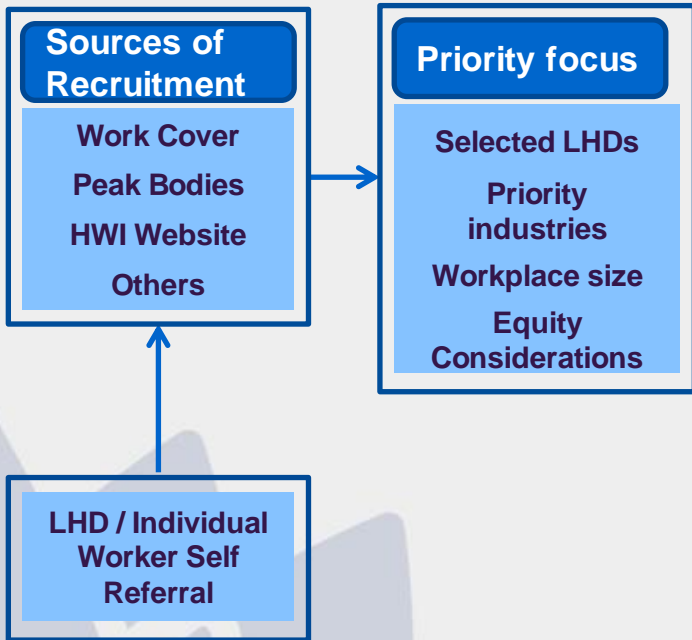 Sources of
Recruitment
Work Cover
Peak Bodies
HWI Website
Others
Priority focus
Selected LHDs
Priority
industries
Workplace size
Equity
Considerations
LHD / Individual
Worker Self
Referral